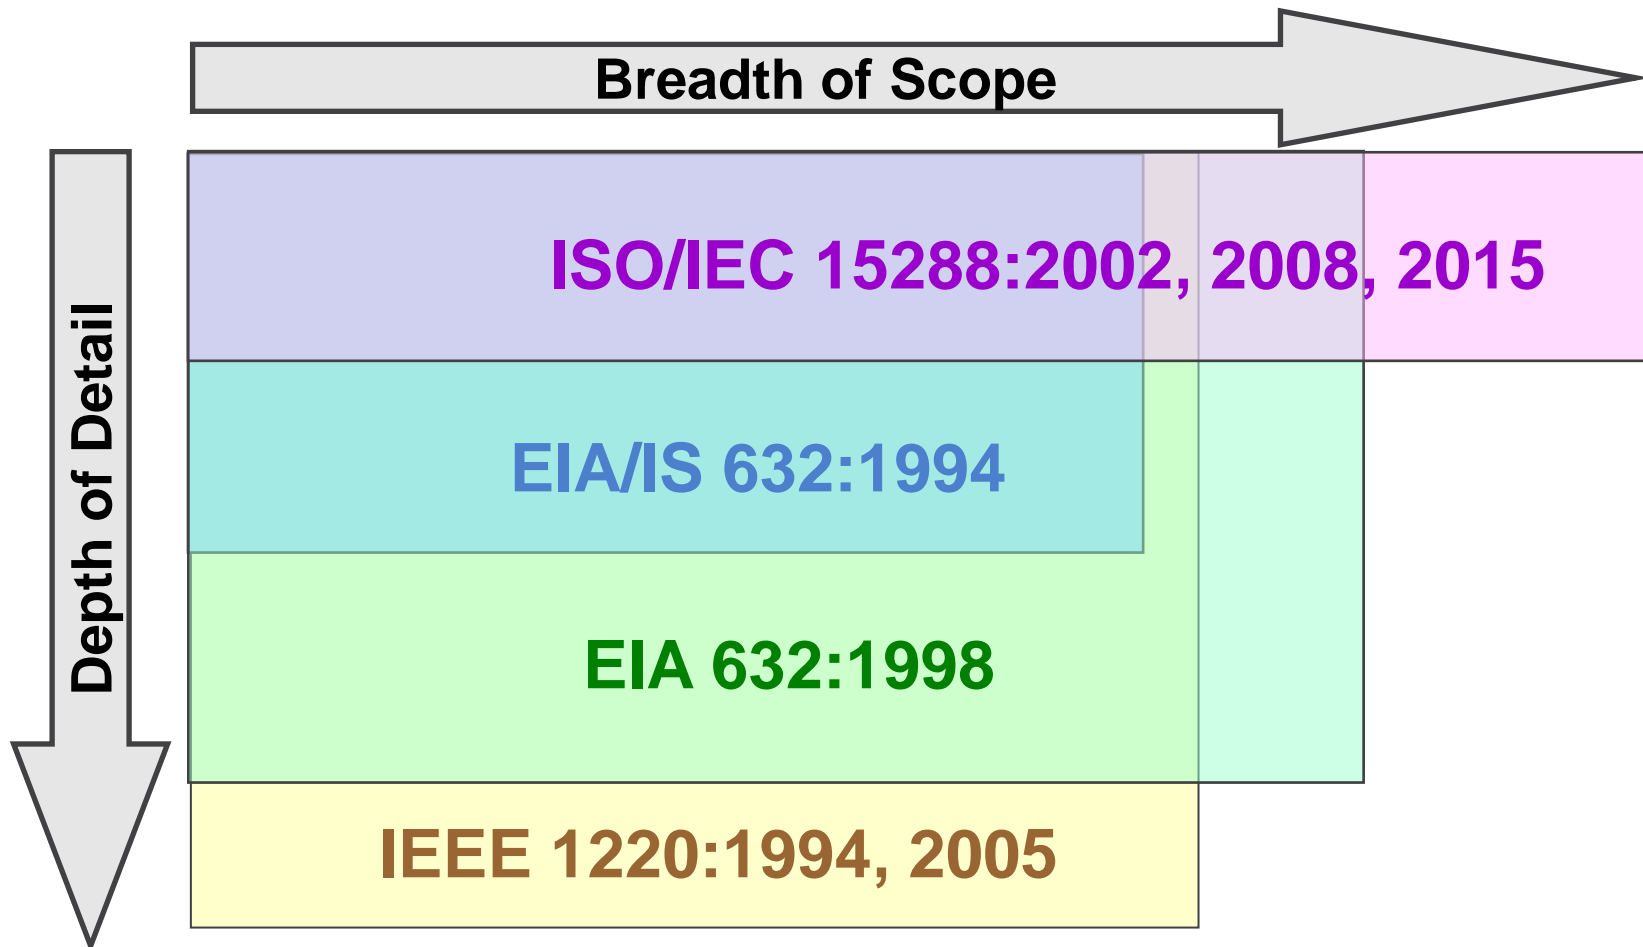 Breadth of Scope
Depth of Detail
ISO/IEC 15288:2002, 2008, 2015
EIA/IS 632:1994
EIA 632:1998
IEEE 1220:1994, 2005